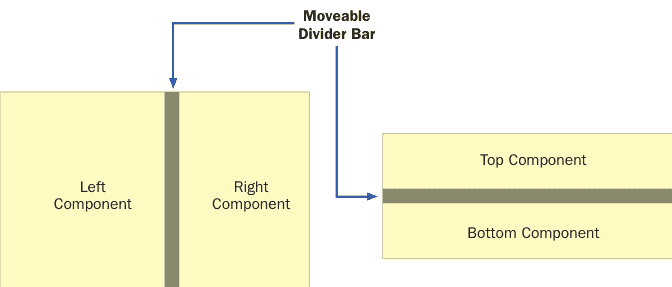 Moveable
Divider Bar
Left
Component
Right
Component
Top Component
Bottom Component